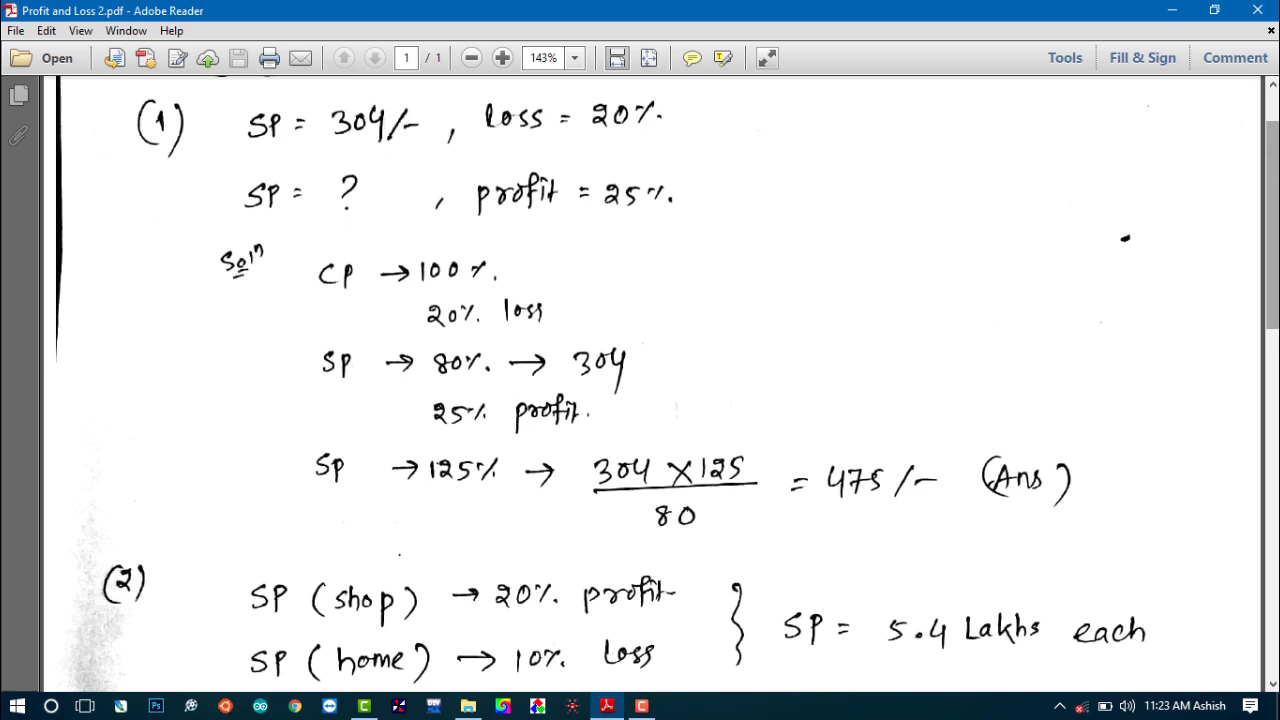 Profit and Loss 2.pdf - Adobe Reader
File Edit View Window Help
Open 1 / 1 143% Tools Fill & Sign Comment
(1) SP = 304/- , Loss = 20%.
SP = ? , profit = 25%.
Solⁿ CP → 100%.
20%. loss
SP → 80%. → 304
25%. profit.
SP → 125% → 304 × 125 / 80 = 475/- (Ans)
(2) SP (shop) → 20%. profit
SP (home) → 10%. Loss
SP = 5.4 Lakhs each
11:23 AM Ashish